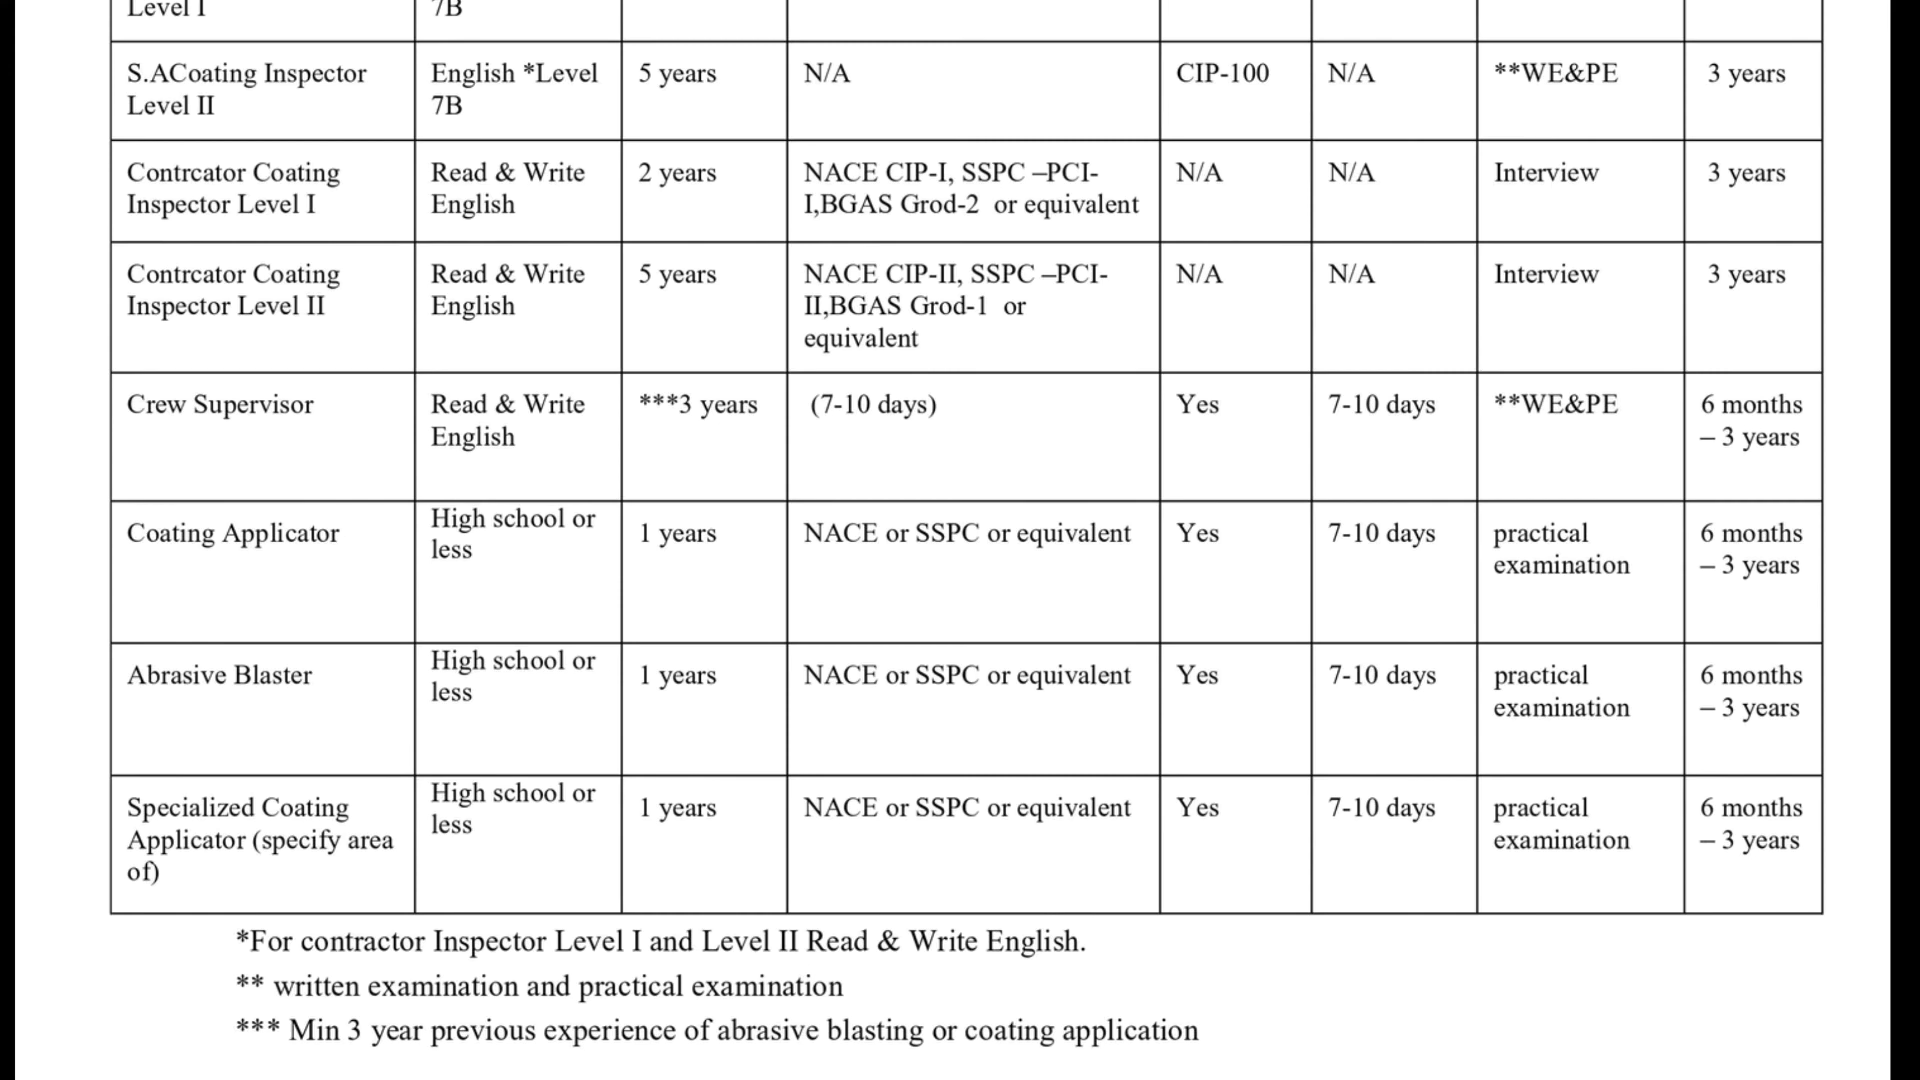 Level I 7B
S.ACoating Inspector English *Level 5 years N/A CIP-100 N/A **WE&PE 3 years
Level II 7B
Contrcator Coating Read & Write 2 years NACE CIP-I, SSPC –PCI- N/A N/A Interview 3 years
Inspector Level I English I,BGAS Grod-2 or equivalent
Contrcator Coating Read & Write 5 years NACE CIP-II, SSPC –PCI- N/A N/A Interview 3 years
Inspector Level II English II,BGAS Grod-1 or
equivalent
Crew Supervisor Read & Write ***3 years (7-10 days) Yes 7-10 days **WE&PE 6 months
English – 3 years
High school or
Coating Applicator less 1 years NACE or SSPC or equivalent Yes 7-10 days practical 6 months
examination – 3 years
High school or
Abrasive Blaster less 1 years NACE or SSPC or equivalent Yes 7-10 days practical 6 months
examination – 3 years
High school or
Specialized Coating less 1 years NACE or SSPC or equivalent Yes 7-10 days practical 6 months
Applicator (specify area examination – 3 years
of)
*For contractor Inspector Level I and Level II Read & Write English.
** written examination and practical examination
*** Min 3 year previous experience of abrasive blasting or coating application